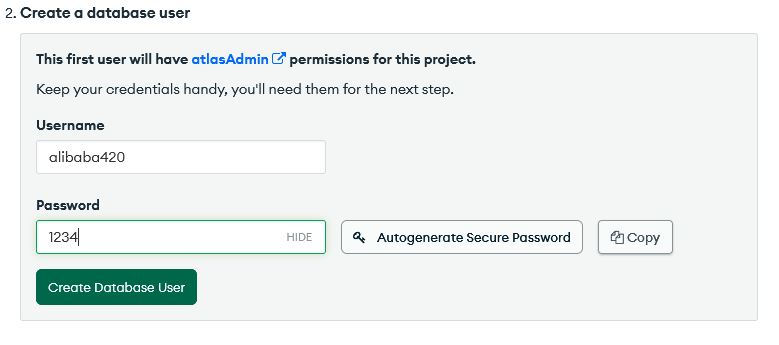 2. Create a database user
This first user will have atlasAdmin permissions for this project.
Keep your credentials handy, you'll need them for the next step.
Username
alibaba420
Password
1234 HIDE Autogenerate Secure Password Copy
Create Database User